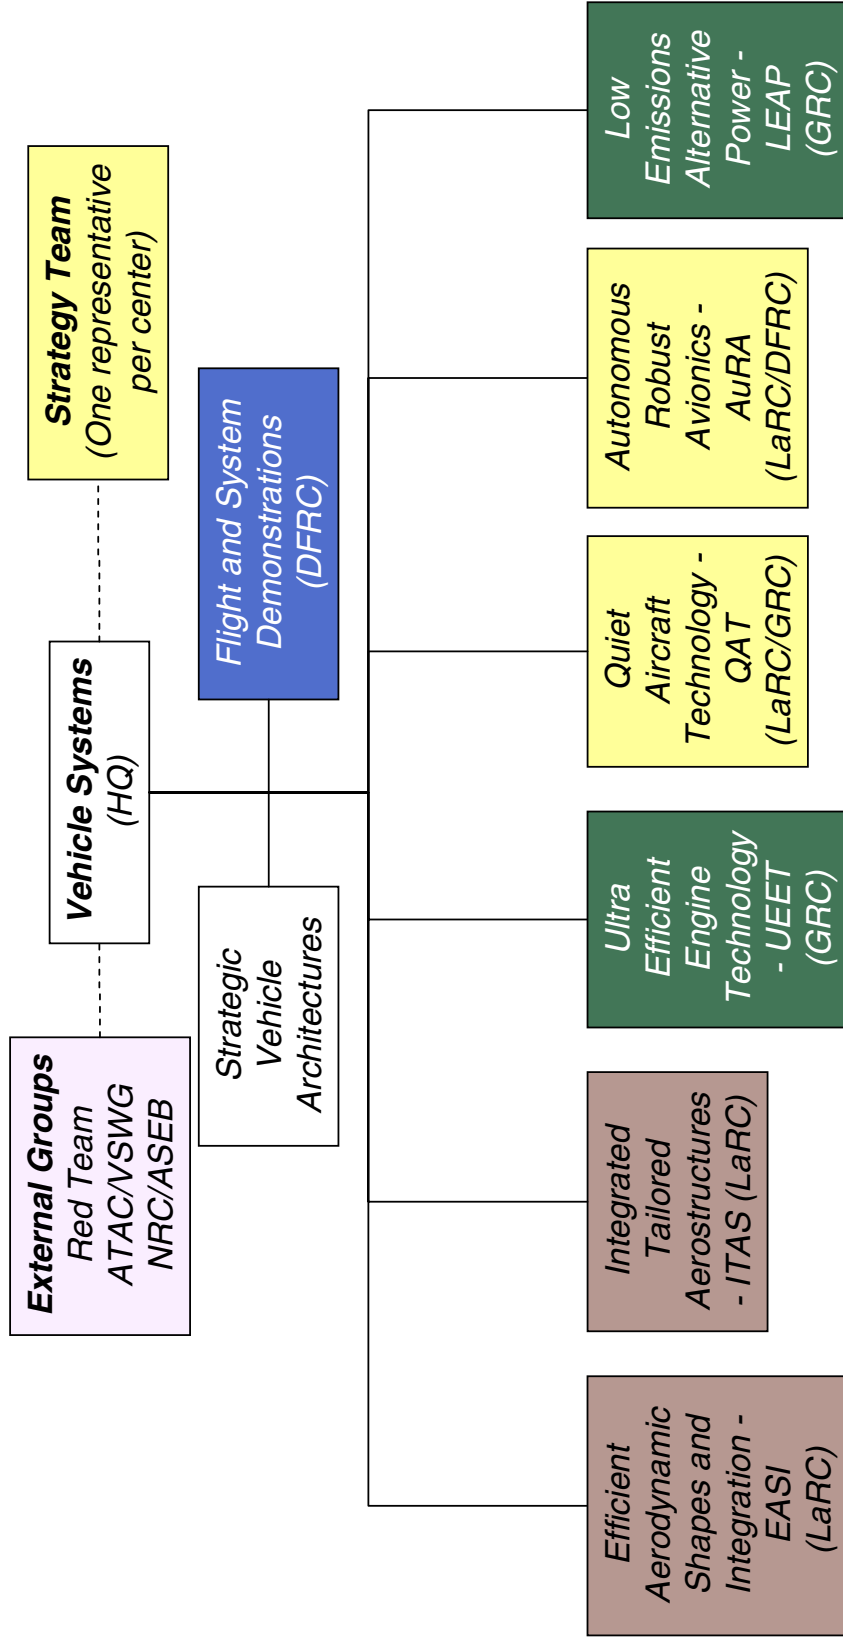 External Groups
Red Team
ATAC/VSWG
NRC/ASEB
Vehicle Systems
(HQ)
Strategy Team
(One representative
per center)
Strategic
Vehicle
Architectures
Flight and System
Demonstrations
(DFRC)
Efficient
Aerodynamic
Shapes and
Integration -
EASI
(LaRC)
Integrated
Tailored
Aerostructures
- ITAS (LaRC)
Ultra
Efficient
Engine
Technology
- UEET
(GRC)
Quiet
Aircraft
Technology -
QAT
(LaRC/GRC)
Autonomous
Robust
Avionics -
AuRA
(LaRC/DFRC)
Low
Emissions
Alternative
Power -
LEAP
(GRC)